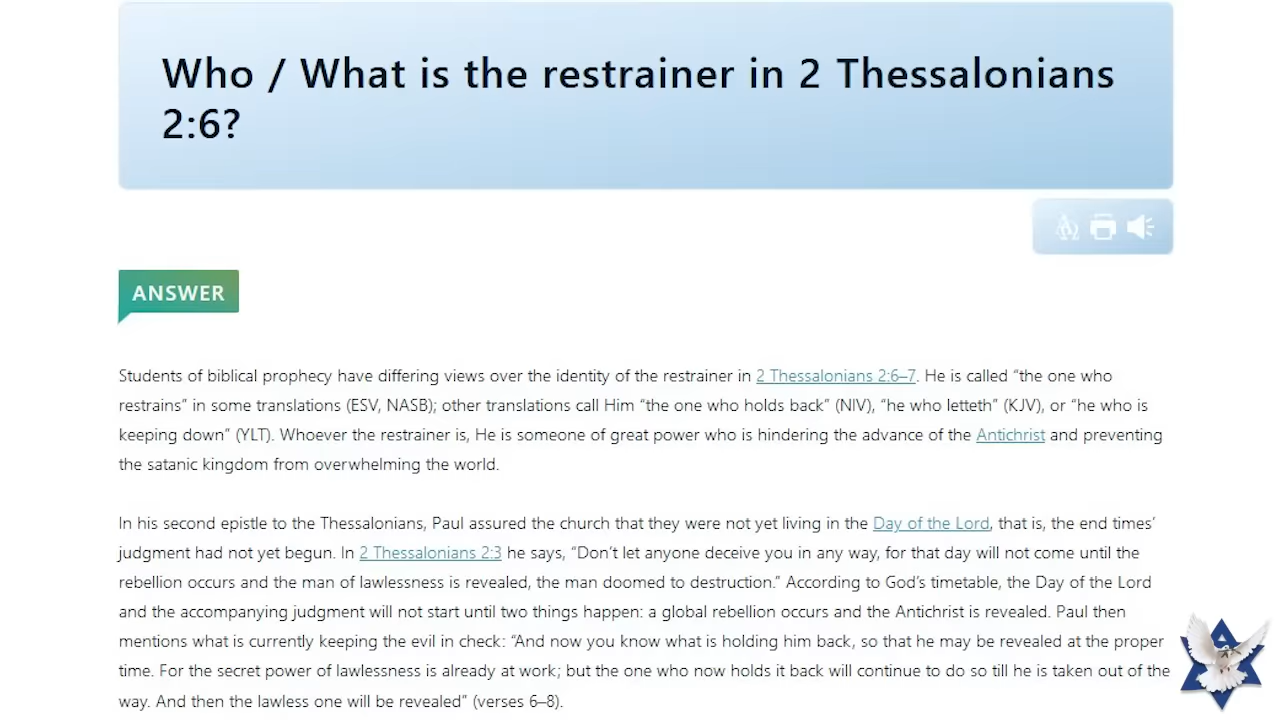 Who / What is the restrainer in 2 Thessalonians
2:6?
ANSWER
Students of biblical prophecy have differing views over the identity of the restrainer in 2 Thessalonians 2:6–7. He is called “the one who
restrains” in some translations (ESV, NASB); other translations call Him “the one who holds back” (NIV), “he who letteth” (KJV), or “he who is
keeping down” (YLT). Whoever the restrainer is, He is someone of great power who is hindering the advance of the Antichrist and preventing
the satanic kingdom from overwhelming the world.
In his second epistle to the Thessalonians, Paul assured the church that they were not yet living in the Day of the Lord, that is, the end times’
judgment had not yet begun. In 2 Thessalonians 2:3 he says, “Don’t let anyone deceive you in any way, for that day will not come until the
rebellion occurs and the man of lawlessness is revealed, the man doomed to destruction.” According to God’s timetable, the Day of the Lord
and the accompanying judgment will not start until two things happen: a global rebellion occurs and the Antichrist is revealed. Paul then
mentions what is currently keeping the evil in check: “And now you know what is holding him back, so that he may be revealed at the proper
time. For the secret power of lawlessness is already at work; but the one who now holds it back will continue to do so till he is taken out of the
way. And then the lawless one will be revealed” (verses 6–8).